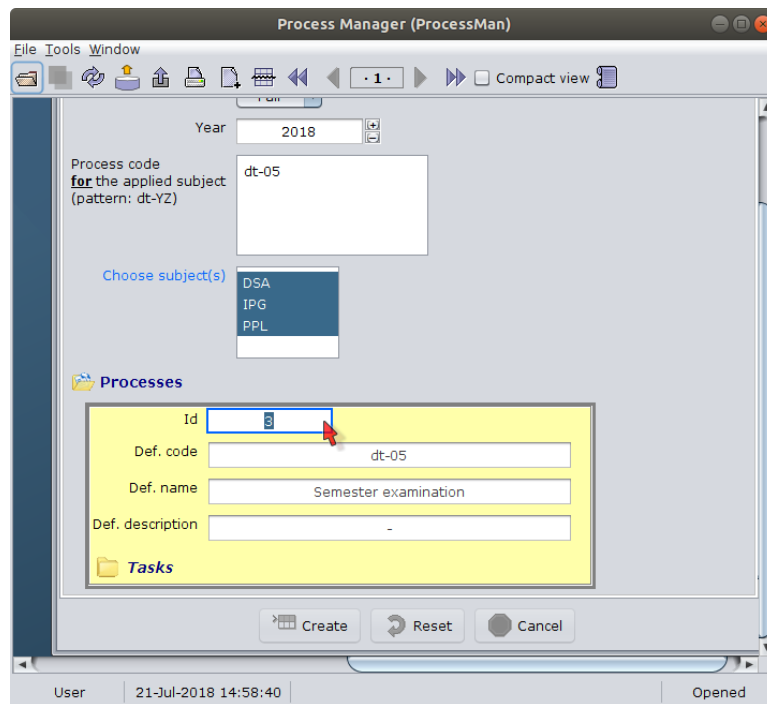 Process Manager (ProcessMan)
File Tools Window
· 1 · Compact view
Year 2018
Process code
for the applied subject
(pattern: dt-YZ)
dt-05
Choose subject(s)
DSA
IPG
PPL
Processes
Id 3
Def. code dt-05
Def. name Semester examination
Def. description -
Tasks
Create Reset Cancel
User 21-Jul-2018 14:58:40 Opened